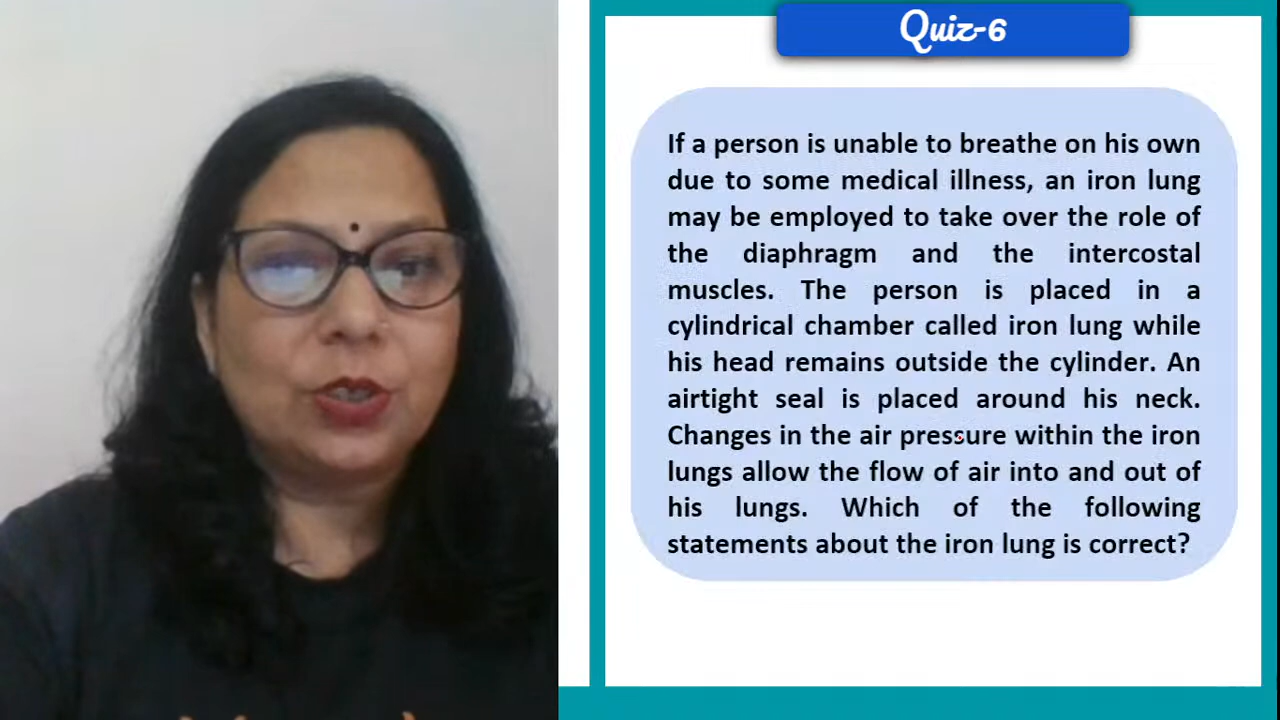 Quiz-6
If a person is unable to breathe on his own
due to some medical illness, an iron lung
may be employed to take over the role of
the diaphragm and the intercostal
muscles. The person is placed in a
cylindrical chamber called iron lung while
his head remains outside the cylinder. An
airtight seal is placed around his neck.
Changes in the air pressure within the iron
lungs allow the flow of air into and out of
his lungs. Which of the following
statements about the iron lung is correct?